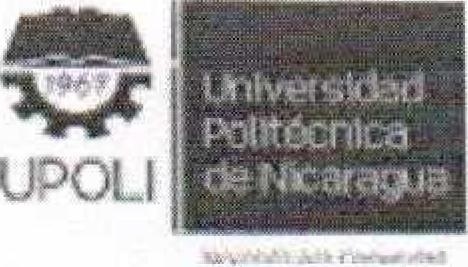 1967
UPOLI
Universidad
Politécnica
de Nicaragua